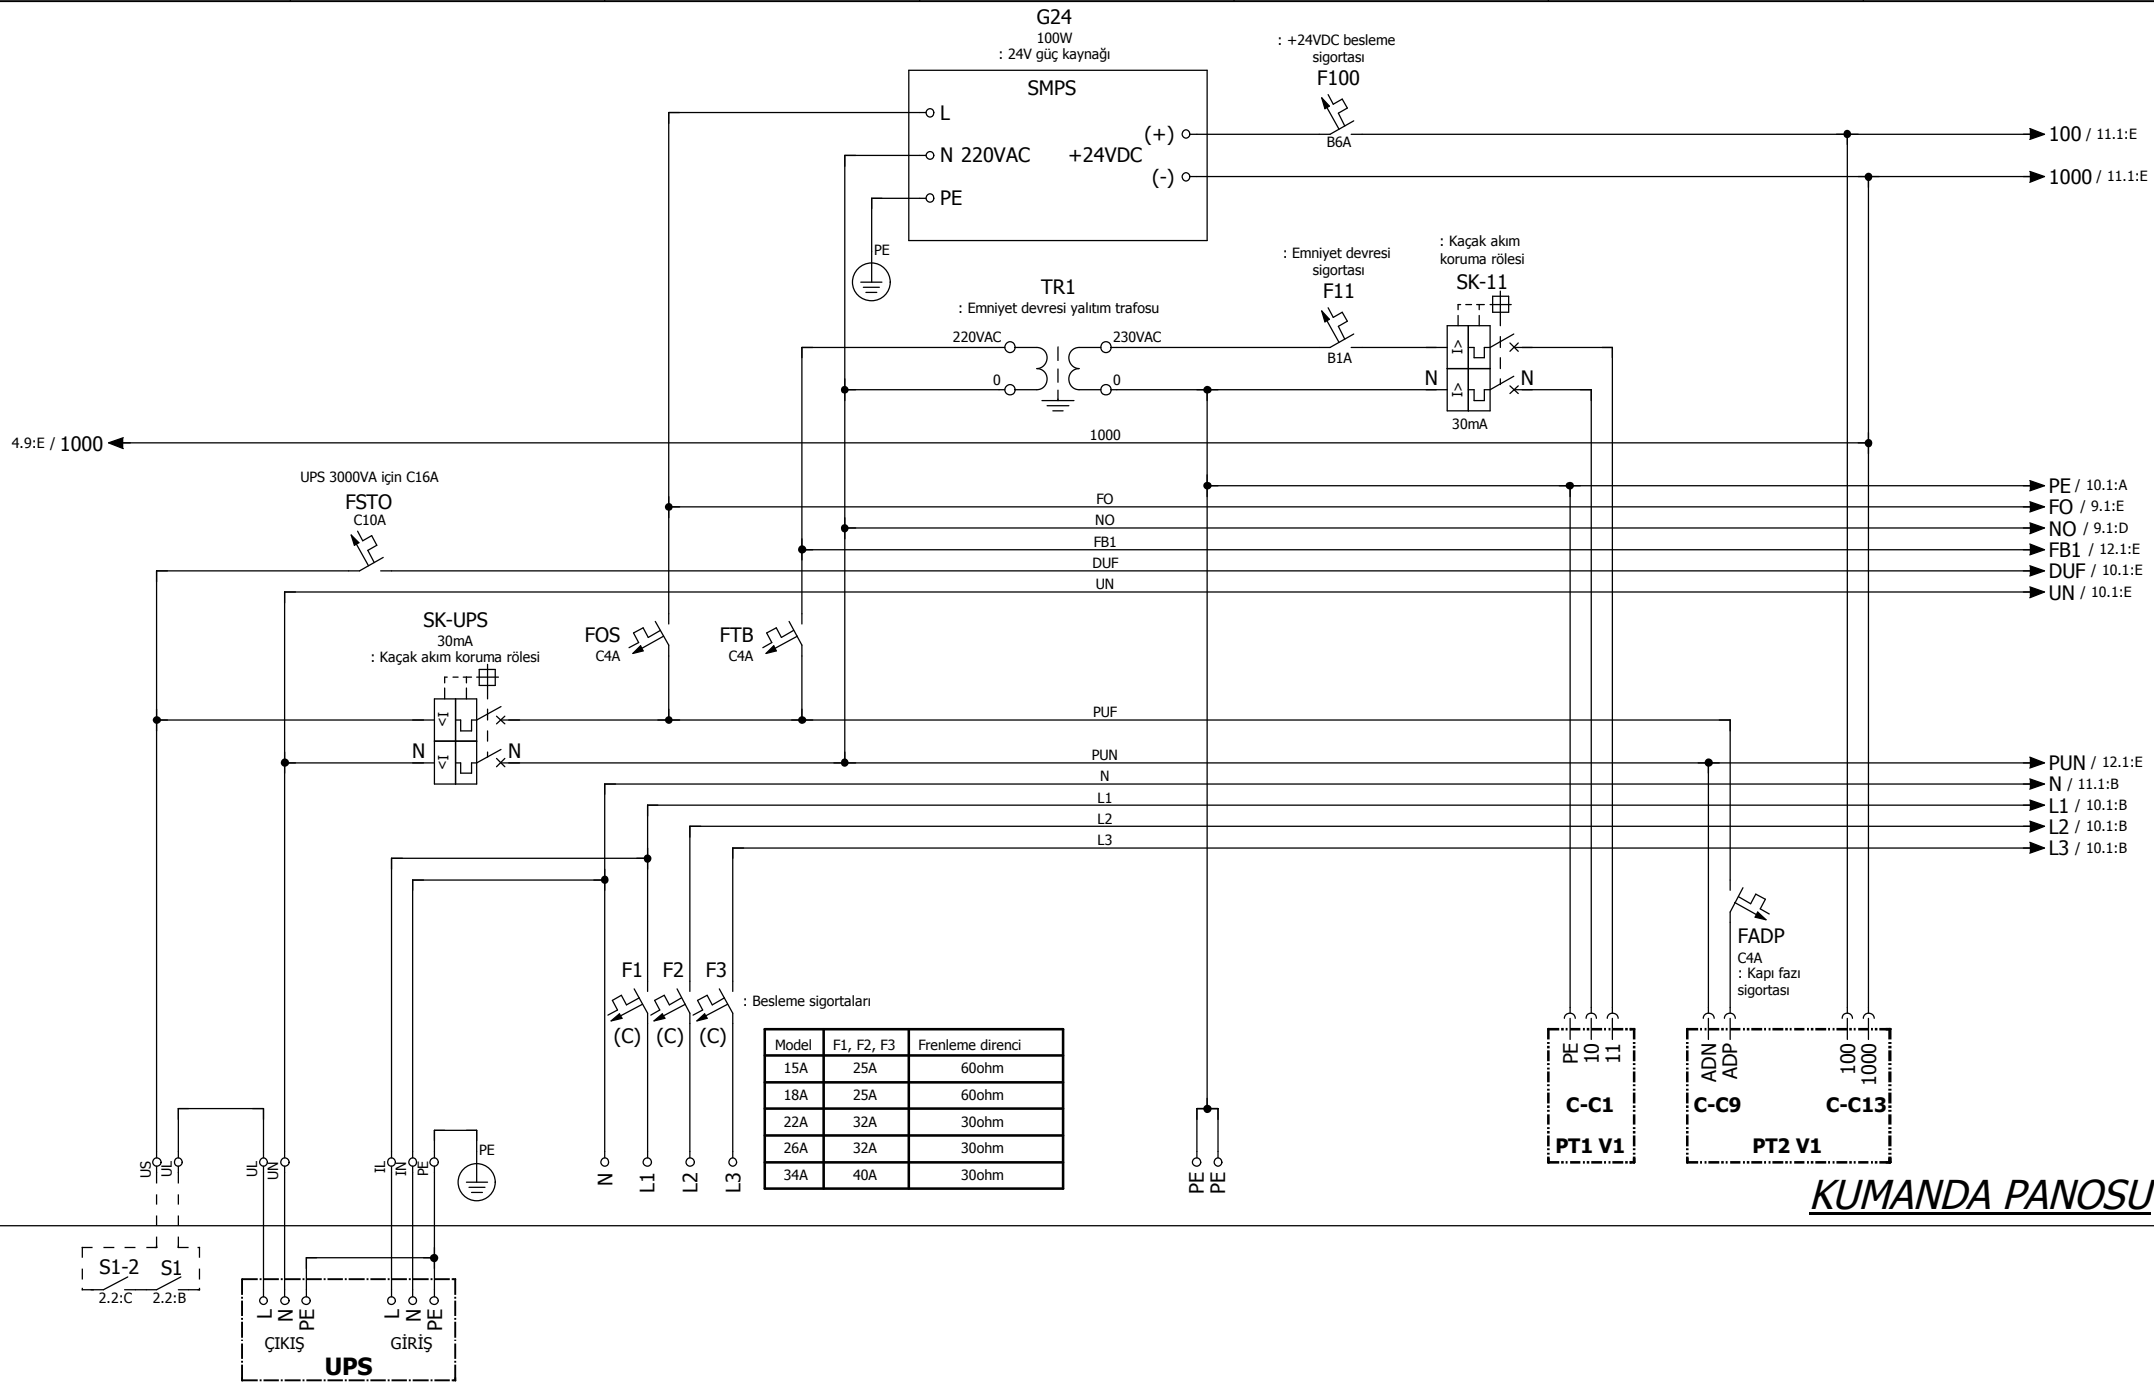 G24
100W
: 24V güç kaynağı
SMPS
L
N 220VAC
+24VDC
(+)
(-)
PE
PE
: +24VDC besleme
sigortası
F100
B6A
100 / 11.1:E
1000 / 11.1:E
TR1
: Emniyet devresi yalıtım trafosu
220VAC
230VAC
0
0
: Emniyet devresi
sigortası
F11
B1A
: Kaçak akım
koruma rölesi
SK-11
I>
I>
N
N
30mA
4.9:E / 1000
1000
UPS 3000VA için C16A
FSTO
C10A
FO
NO
FB1
DUF
UN
PE / 10.1:A
FO / 9.1:E
NO / 9.1:D
FB1 / 12.1:E
DUF / 10.1:E
UN / 10.1:E
SK-UPS
30mA
: Kaçak akım koruma rölesi
I>
I>
N
N
FOS
C4A
FTB
C4A
PUF
PUN
N
L1
L2
L3
PUN / 12.1:E
N / 11.1:B
L1 / 10.1:B
L2 / 10.1:B
L3 / 10.1:B
FADP
C4A
: Kapı fazı
sigortası
F1
F2
F3
(C)
(C)
(C)
: Besleme sigortaları
Model F1, F2, F3 Frenleme direnci
15A 25A 60ohm
18A 25A 60ohm
22A 32A 30ohm
26A 32A 30ohm
34A 40A 30ohm
PE
10
11
C-C1
PT1 V1
ADN
ADP
100
1000
C-C9
C-C13
PT2 V1
US
UL
UL
UN
IL
IN
PE
PE
N
L1
L2
L3
PE
PE
KUMANDA PANOSU
S1-2
S1
2.2:C
2.2:B
L
N
PE
L
N
PE
ÇIKIŞ
GİRİŞ
UPS